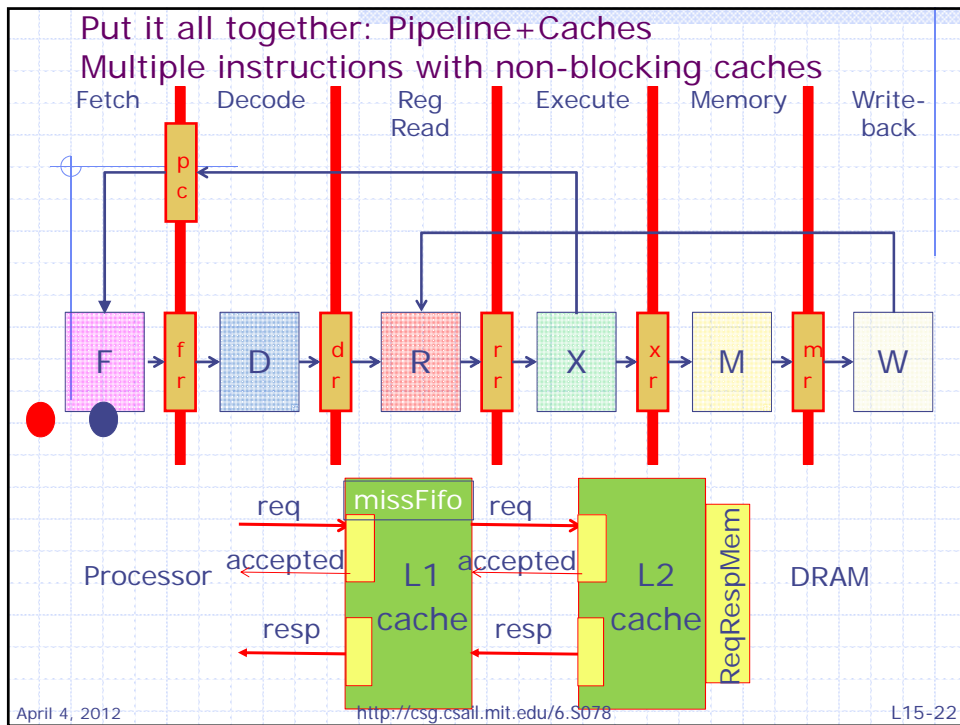 Put it all together: Pipeline+Caches
Multiple instructions with non-blocking caches
Fetch
Decode
Reg
Read
Execute
Memory
Write-
back
p
c
F
f
r
D
d
r
R
r
r
X
x
r
M
m
r
W
missFifo
req
req
accepted
accepted
Processor
L1
cache
L2
cache
ReqRespMem
DRAM
resp
resp
April 4, 2012
http://csg.csail.mit.edu/6.S078
L15-22